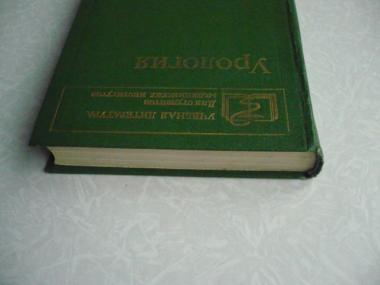 УЧЕБНАЯ ЛИТЕРАТУРА
Для студентов
медицинских институтов
Урология